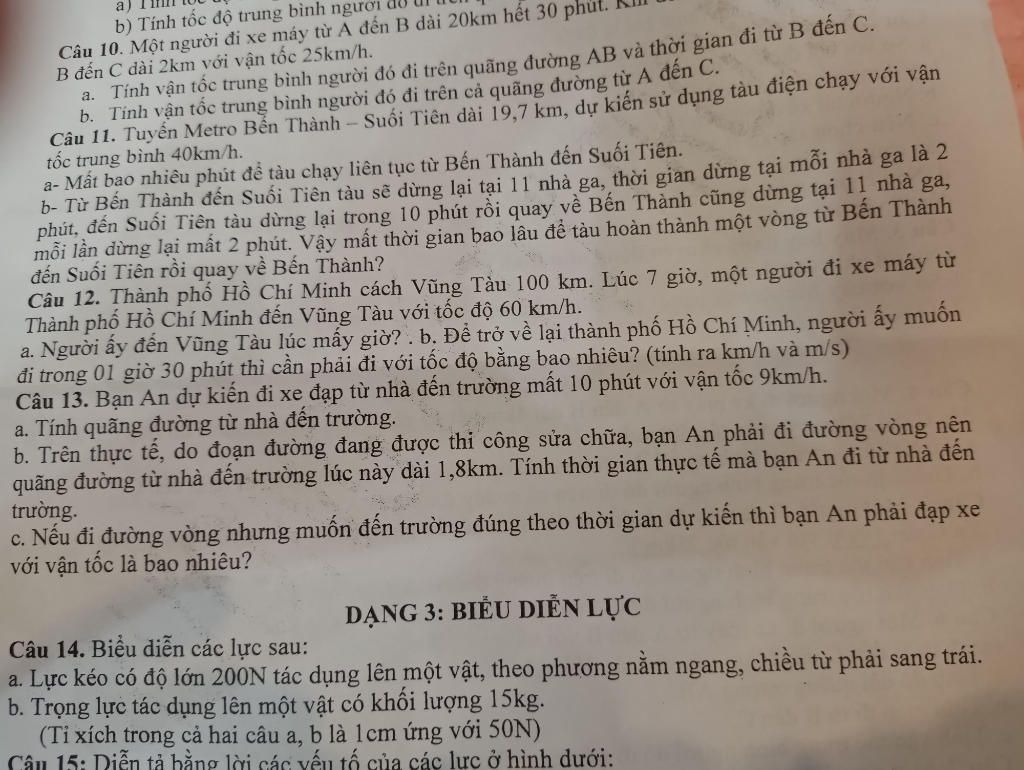 a)
b) Tính tốc độ trung bình người đó đi trên
Câu 10. Một người đi xe máy từ A đến B dài 20km hết 30 phút. Khi
B đến C dài 2km với vận tốc 25km/h.
a. Tính vận tốc trung bình người đó đi trên quãng đường AB và thời gian đi từ B đến C.
b. Tính vận tốc trung bình người đó đi trên cả quãng đường từ A đến C.
Câu 11. Tuyến Metro Bến Thành – Suối Tiên dài 19,7 km, dự kiến sử dụng tàu điện chạy với vận
tốc trung bình 40km/h.
a- Mất bao nhiêu phút để tàu chạy liên tục từ Bến Thành đến Suối Tiên.
b- Từ Bến Thành đến Suối Tiên tàu sẽ dừng lại tại 11 nhà ga, thời gian dừng tại mỗi nhà ga là 2
phút, đến Suối Tiên tàu dừng lại trong 10 phút rồi quay về Bến Thành cũng dừng tại 11 nhà ga,
mỗi lần dừng lại mất 2 phút. Vậy mất thời gian bao lâu để tàu hoàn thành một vòng từ Bến Thành
đến Suối Tiên rồi quay về Bến Thành?
Câu 12. Thành phố Hồ Chí Minh cách Vũng Tàu 100 km. Lúc 7 giờ, một người đi xe máy từ
Thành phố Hồ Chí Minh đến Vũng Tàu với tốc độ 60 km/h.
a. Người ấy đến Vũng Tàu lúc mấy giờ? . b. Để trở về lại thành phố Hồ Chí Minh, người ấy muốn
đi trong 01 giờ 30 phút thì cần phải đi với tốc độ bằng bao nhiêu? (tính ra km/h và m/s)
Câu 13. Bạn An dự kiến đi xe đạp từ nhà đến trường mất 10 phút với vận tốc 9km/h.
a. Tính quãng đường từ nhà đến trường.
b. Trên thực tế, do đoạn đường đang được thi công sửa chữa, bạn An phải đi đường vòng nên
quãng đường từ nhà đến trường lúc này dài 1,8km. Tính thời gian thực tế mà bạn An đi từ nhà đến
trường.
c. Nếu đi đường vòng nhưng muốn đến trường đúng theo thời gian dự kiến thì bạn An phải đạp xe
với vận tốc là bao nhiêu?
DẠNG 3: BIỂU DIỄN LỰC
Câu 14. Biểu diễn các lực sau:
a. Lực kéo có độ lớn 200N tác dụng lên một vật, theo phương nằm ngang, chiều từ phải sang trái.
b. Trọng lực tác dụng lên một vật có khối lượng 15kg.
(Tỉ xích trong cả hai câu a, b là 1cm ứng với 50N)
Câu 15: Diễn tả bằng lời các yếu tố của các lực ở hình dưới: